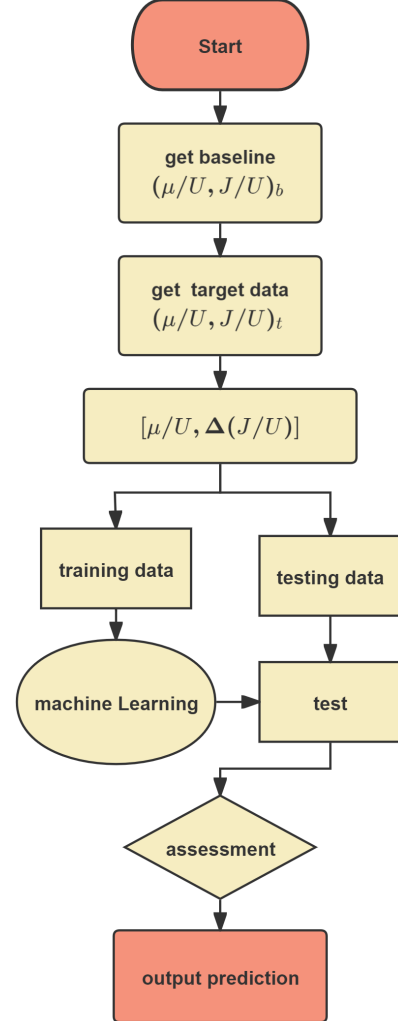 Start
get baseline
(μ/U, J/U)_b
get target data
(μ/U, J/U)_t
[μ/U, Δ(J/U)]
training data
testing data
machine Learning
test
assessment
output prediction